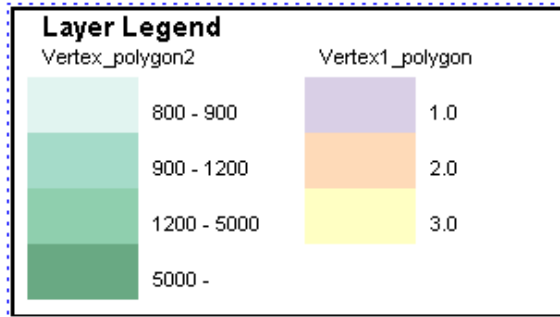 Layer Legend
Vertex_polygon2
800 - 900
900 - 1200
1200 - 5000
5000 -
Vertex1_polygon
1.0
2.0
3.0